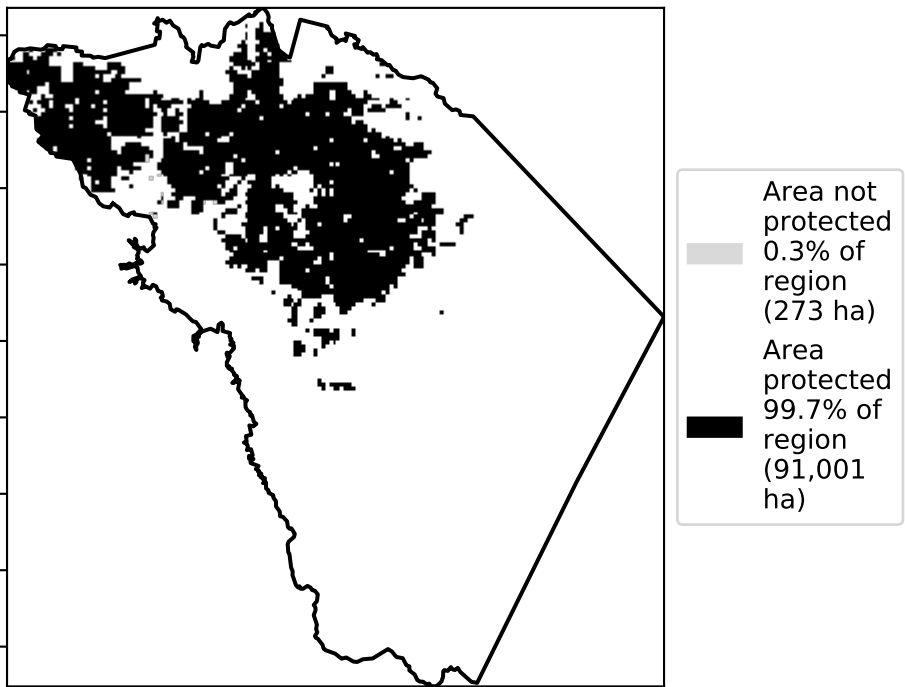 Area not
protected
0.3% of
region
(273 ha)
Area
protected
99.7% of
region
(91,001
ha)